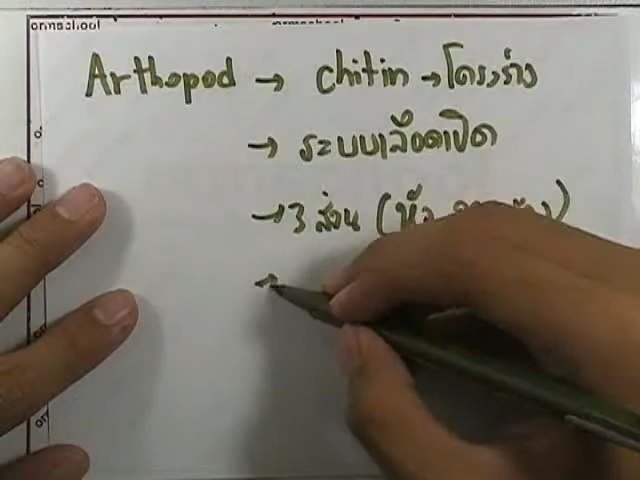 ormschool
Arthopod → chitin → โครงร่าง
→ ระบบเลือดเปิด
→ 3 ส่วน (หัว
→